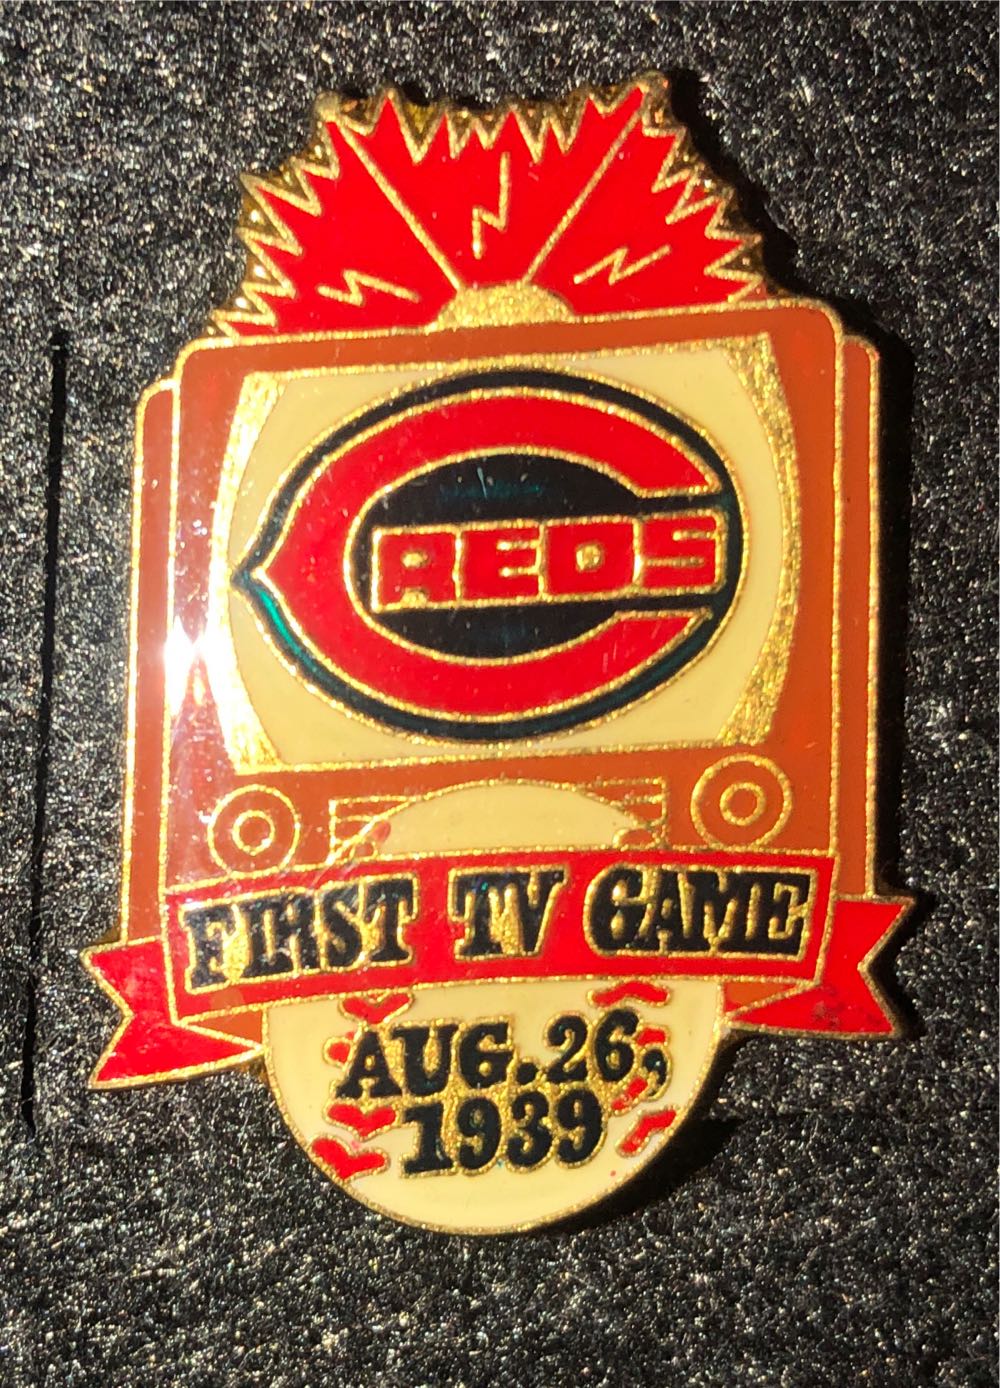 REDS
FIRST TV GAME
AUG. 26,
1939